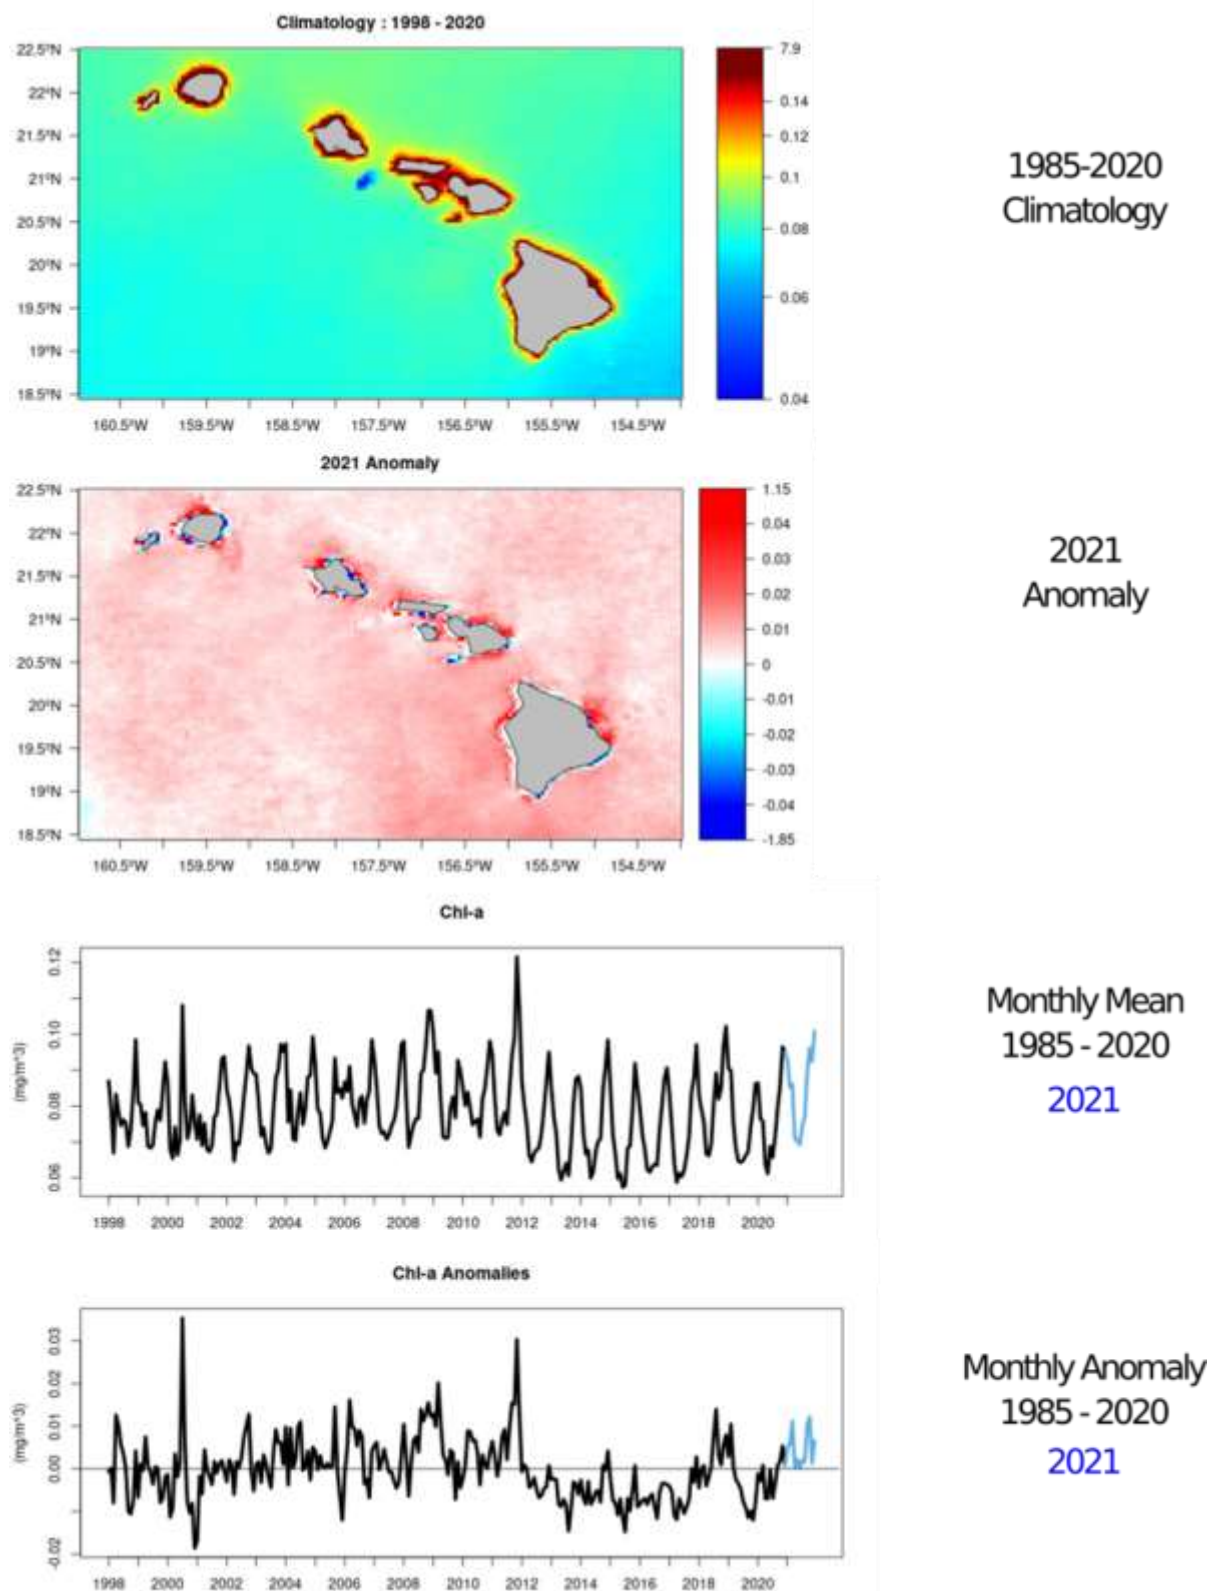 Climatology : 1998 - 2020
22.5°N
22°N
21.5°N
21°N
20.5°N
20°N
19.5°N
19°N
18.5°N
160.5°W 159.5°W 158.5°W 157.5°W 156.5°W 155.5°W 154.5°W
7.9
0.14
0.12
0.1
0.08
0.06
0.04
1985-2020
Climatology
2021 Anomaly
22.5°N
22°N
21.5°N
21°N
20.5°N
20°N
19.5°N
19°N
18.5°N
160.5°W 159.5°W 158.5°W 157.5°W 156.5°W 155.5°W 154.5°W
1.15
0.04
0.03
0.02
0.01
0
-0.01
-0.02
-0.03
-0.04
-1.85
2021
Anomaly
Chl-a
(mg/m^3)
0.12
0.10
0.08
0.06
1998 2000 2002 2004 2006 2008 2010 2012 2014 2016 2018 2020
Monthly Mean
1985 - 2020
2021
Chl-a Anomalies
(mg/m^3)
0.03
0.01
0.00
-0.02
1998 2000 2002 2004 2006 2008 2010 2012 2014 2016 2018 2020
Monthly Anomaly
1985 - 2020
2021